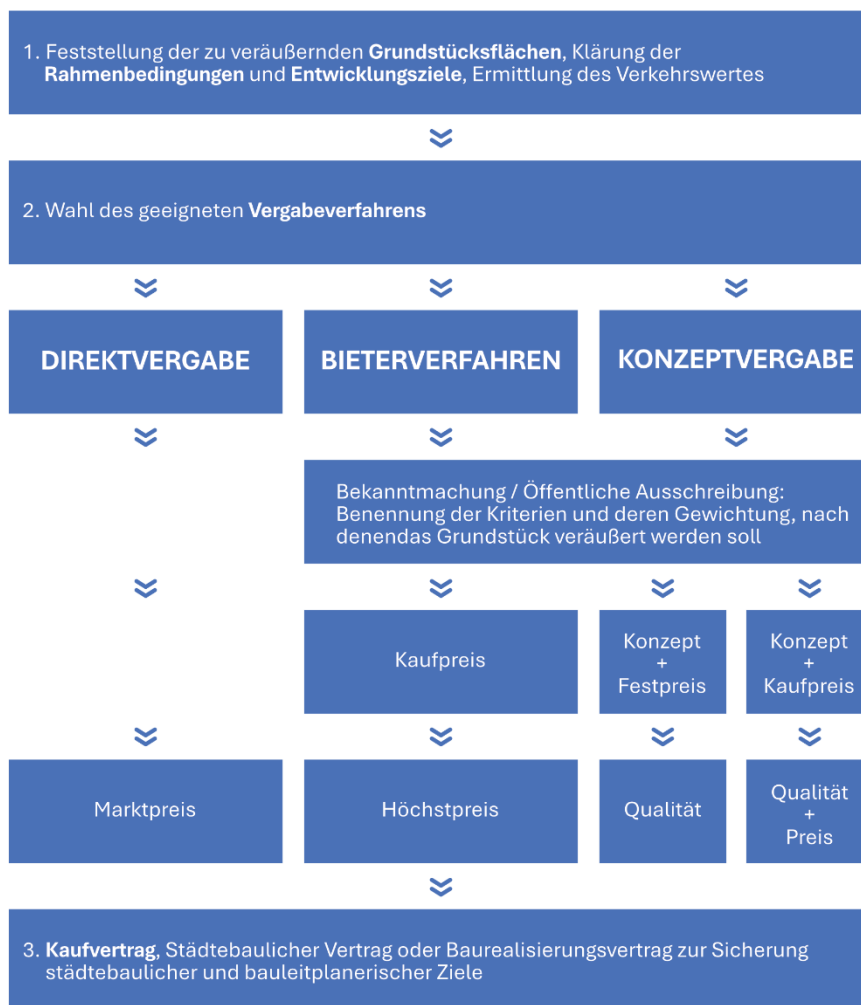 1. Feststellung der zu veräußernden Grundstücksflächen, Klärung der
Rahmenbedingungen und Entwicklungsziele, Ermittlung des Verkehrswertes
2. Wahl des geeigneten Vergabeverfahrens
DIREKTVERGABE
BIETERVERFAHREN
KONZEPTVERGABE
Bekanntmachung / Öffentliche Ausschreibung:
Benennung der Kriterien und deren Gewichtung, nach
denendas Grundstück veräußert werden soll
Kaufpreis
Konzept
+
Festpreis
Konzept
+
Kaufpreis
Marktpreis
Höchstpreis
Qualität
Qualität
+
Preis
3. Kaufvertrag, Städtebaulicher Vertrag oder Baurealisierungsvertrag zur Sicherung
städtebaulicher und bauleitplanerischer Ziele